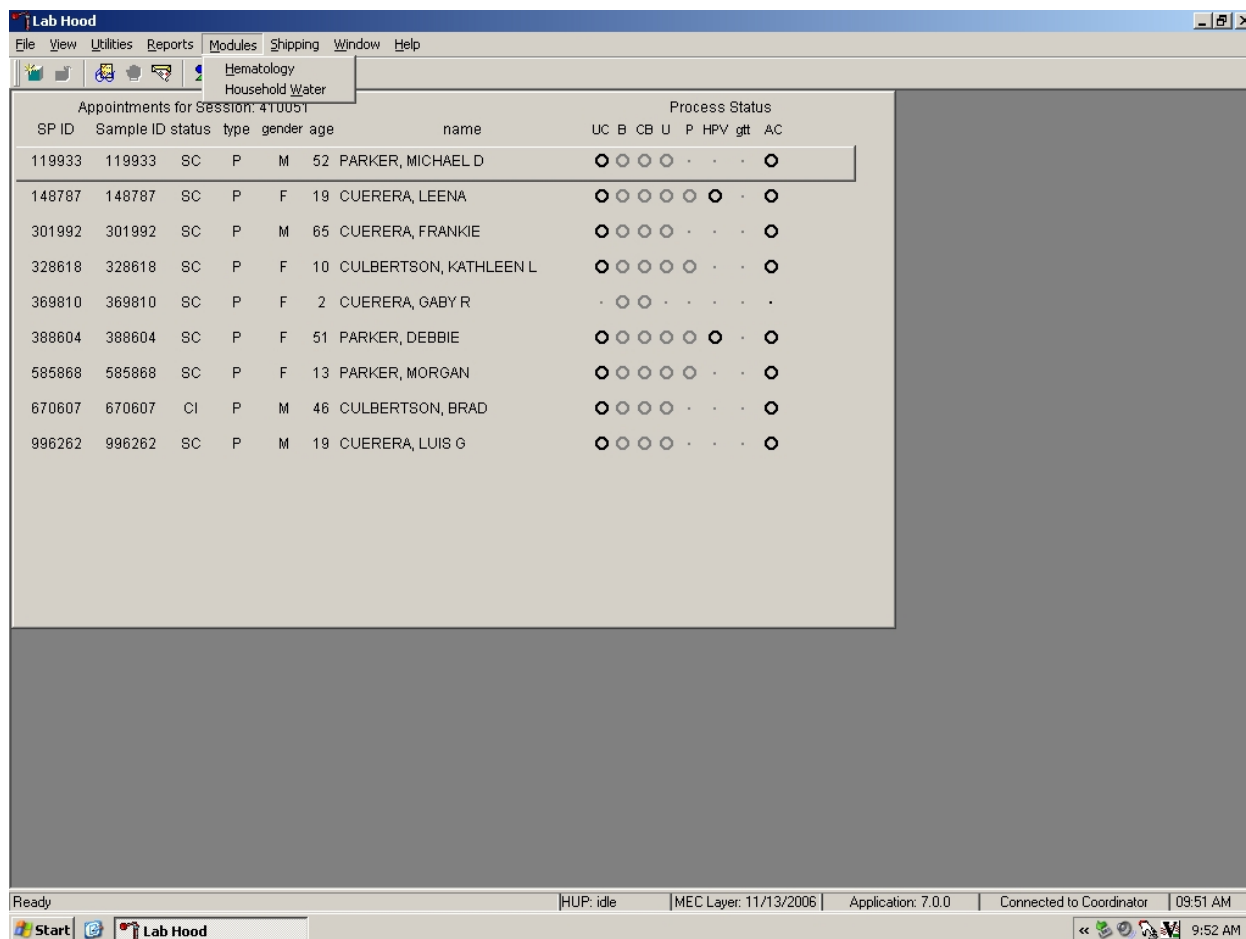 Lab Hood
File View Utilities Reports Modules Shipping Window Help
Hematology
Household Water
Appointments for Session: 410051 Process Status
SP ID Sample ID status type gender age name UC B CB U P HPV gtt AC
119933 119933 SC P M 52 PARKER, MICHAEL D
148787 148787 SC P F 19 CUERERA, LEENA
301992 301992 SC P M 65 CUERERA, FRANKIE
328618 328618 SC P F 10 CULBERTSON, KATHLEEN L
369810 369810 SC P F 2 CUERERA, GABY R
388604 388604 SC P F 51 PARKER, DEBBIE
585868 585868 SC P F 13 PARKER, MORGAN
670607 670607 CI P M 46 CULBERTSON, BRAD
996262 996262 SC P M 19 CUERERA, LUIS G
Ready HUP: idle MEC Layer: 11/13/2006 Application: 7.0.0 Connected to Coordinator 09:51 AM
Start Lab Hood « 9:52 AM